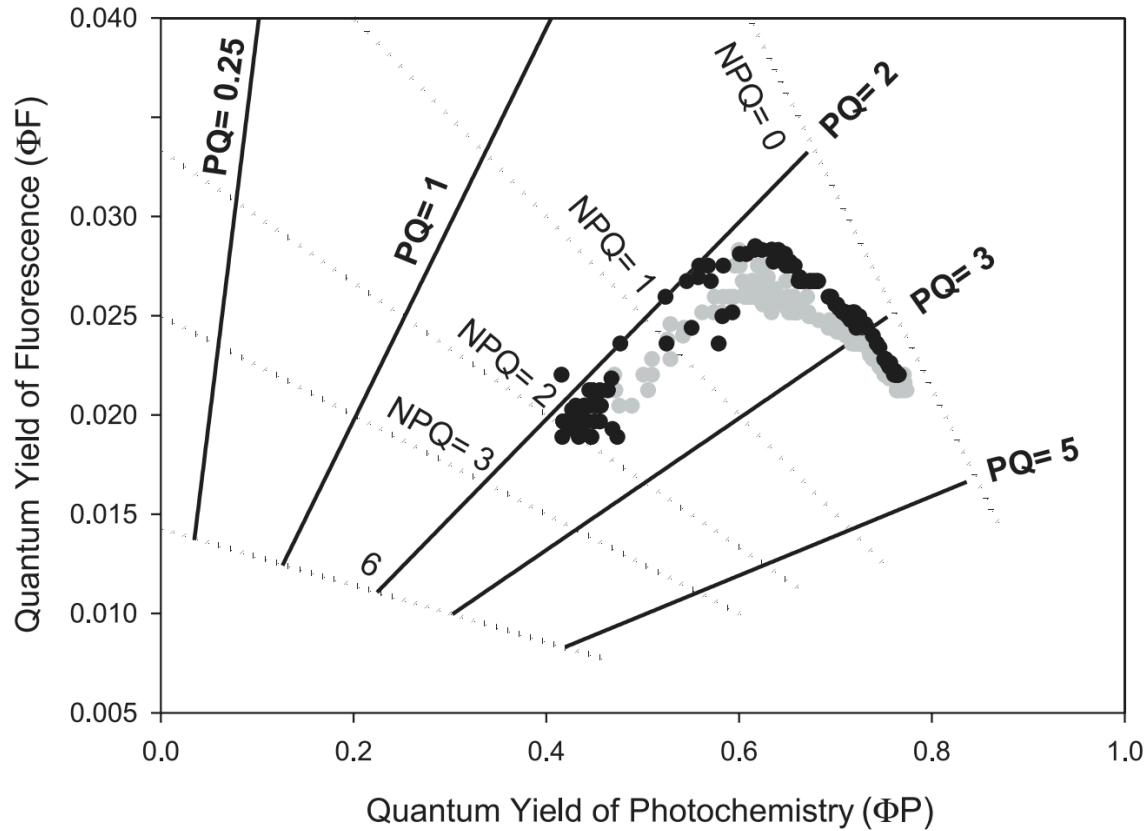 0.040
0.035
0.030
0.025
0.020
0.015
0.010
0.005
0.0
0.2
0.4
0.6
0.8
1.0
Quantum Yield of Fluorescence (ΦF)
Quantum Yield of Photochemistry (ΦP)
PQ= 0.25
PQ= 1
NPQ= 0
PQ= 2
NPQ= 1
PQ= 3
NPQ= 2
NPQ= 3
PQ= 5
6